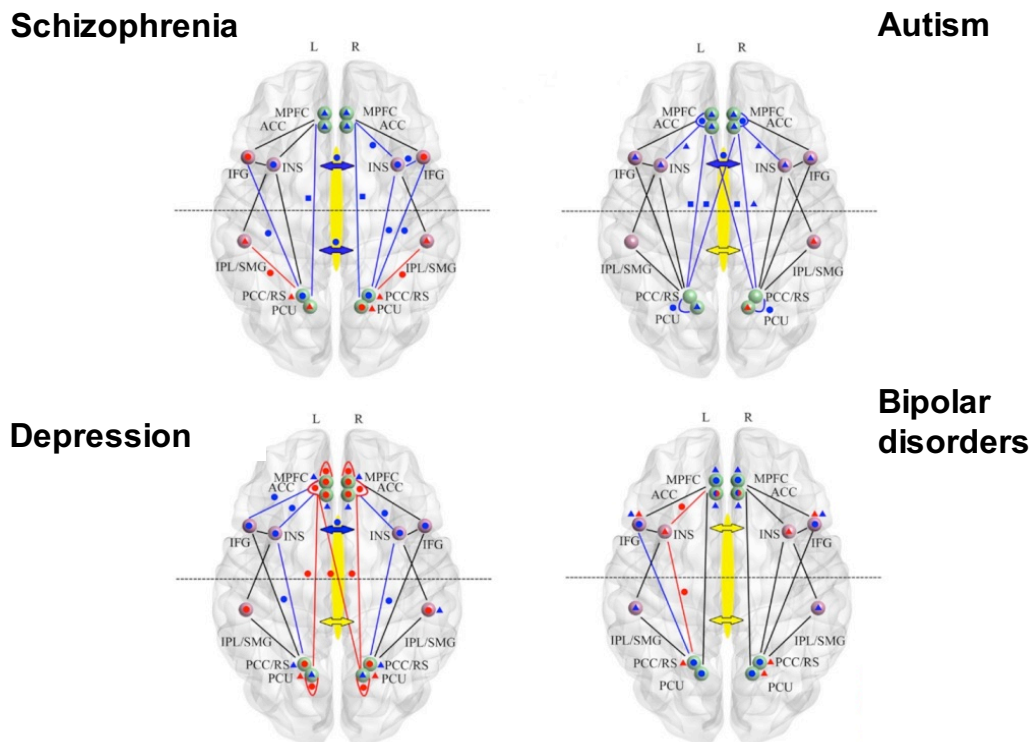 Schizophrenia
Autism
L R
MPFC MPFC
ACC ACC
IFG INS INS IFG
IPL/SMG IPL/SMG
PCC/RS PCC/RS
PCU PCU
MPFC MPFC
ACC ACC
IFG INS INS IFG
IPL/SMG IPL/SMG
PCC/RS PCC/RS
PCU PCU
L R
Depression
Bipolar
disorders
L R
MPFC MPFC
ACC ACC
IFG INS INS IFG
IPL/SMG IPL/SMG
PCC/RS PCC/RS
PCU PCU
L R
MPFC MPFC
ACC ACC
IFG INS INS IFG
IPL/SMG IPL/SMG
PCC/RS PCC/RS
PCU PCU